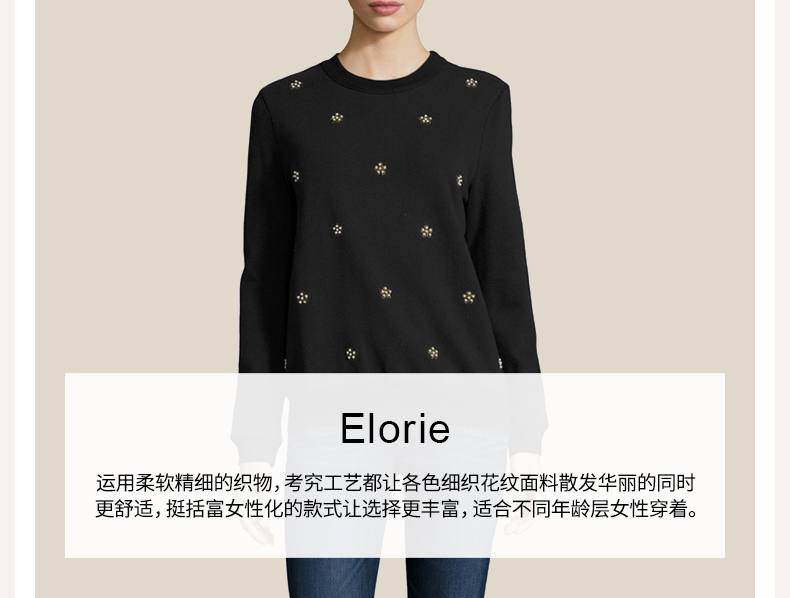 Elorie
运用柔软精细的织物，考究工艺都让各色细织花纹面料散发华丽的同时
更舒适，挺括富女性化的款式让选择更丰富，适合不同年龄层女性穿着。